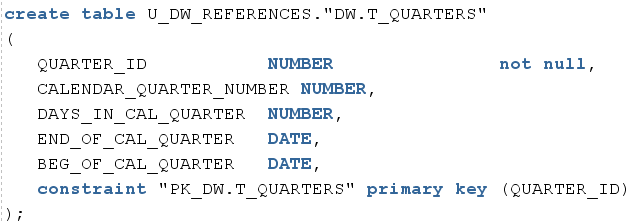 create table U_DW_REFERENCES."DW.T_QUARTERS"
(
QUARTER_ID NUMBER not null,
CALENDAR_QUARTER_NUMBER NUMBER,
DAYS_IN_CAL_QUARTER NUMBER,
END_OF_CAL_QUARTER DATE,
BEG_OF_CAL_QUARTER DATE,
constraint "PK_DW.T_QUARTERS" primary key (QUARTER_ID)
);